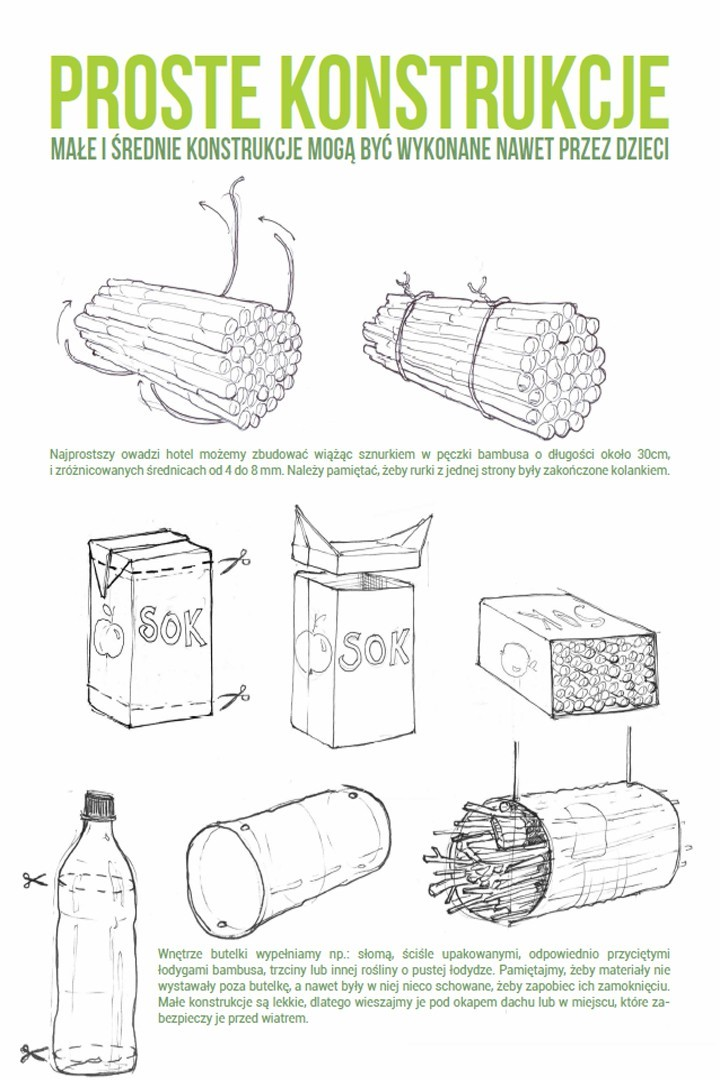 PROSTE KONSTRUKCJE
MAŁE I ŚREDNIE KONSTRUKCJE MOGĄ BYĆ WYKONANE NAWET PRZEZ DZIECI
Najprostszy owadzi hotel możemy zbudować wiążąc sznurkiem w pęczki bambusa o długości około 30cm,
i zróżnicowanych średnicach od 4 do 8 mm. Należy pamiętać, żeby rurki z jednej strony były zakończone kolankiem.
SOK
SOK
SOK
Wnętrze butelki wypełniamy np.: słomą, ściśle upakowanymi, odpowiednio przyciętymi
łodygami bambusa, trzciny lub innej rośliny o pustej łodydze. Pamiętajmy, żeby materiały nie
wystawały poza butelkę, a nawet były w niej nieco schowane, żeby zapobiec ich zamoknięciu.
Małe konstrukcje są lekkie, dlatego wieszajmy je pod okapem dachu lub w miejscu, które za-
bezpieczy je przed wiatrem.